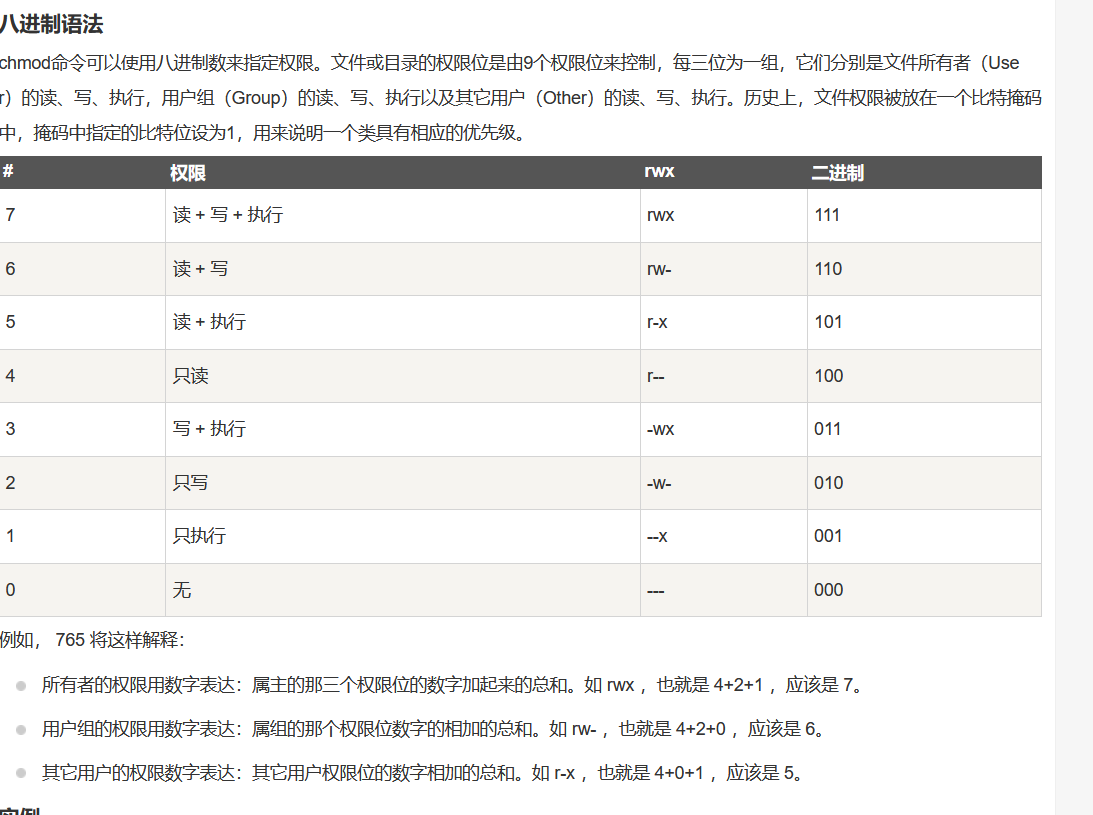 八进制语法
chmod命令可以使用八进制数来指定权限。文件或目录的权限位是由9个权限位来控制，每三位为一组，它们分别是文件所有者（Use
r）的读、写、执行，用户组（Group）的读、写、执行以及其它用户（Other）的读、写、执行。历史上，文件权限被放在一个比特掩码
中，掩码中指定的比特位设为1，用来说明一个类具有相应的优先级。
# 权限 rwx 二进制
7 读 + 写 + 执行 rwx 111
6 读 + 写 rw- 110
5 读 + 执行 r-x 101
4 只读 r-- 100
3 写 + 执行 -wx 011
2 只写 -w- 010
1 只执行 --x 001
0 无 --- 000
例如， 765 将这样解释：
所有者的权限用数字表达：属主的那三个权限位的数字加起来的总和。如 rwx ，也就是 4+2+1 ，应该是 7。
用户组的权限用数字表达：属组的那个权限位数字的相加的总和。如 rw- ，也就是 4+2+0 ，应该是 6。
其它用户的权限数字表达：其它用户权限位的数字相加的总和。如 r-x ，也就是 4+0+1 ，应该是 5。
实例